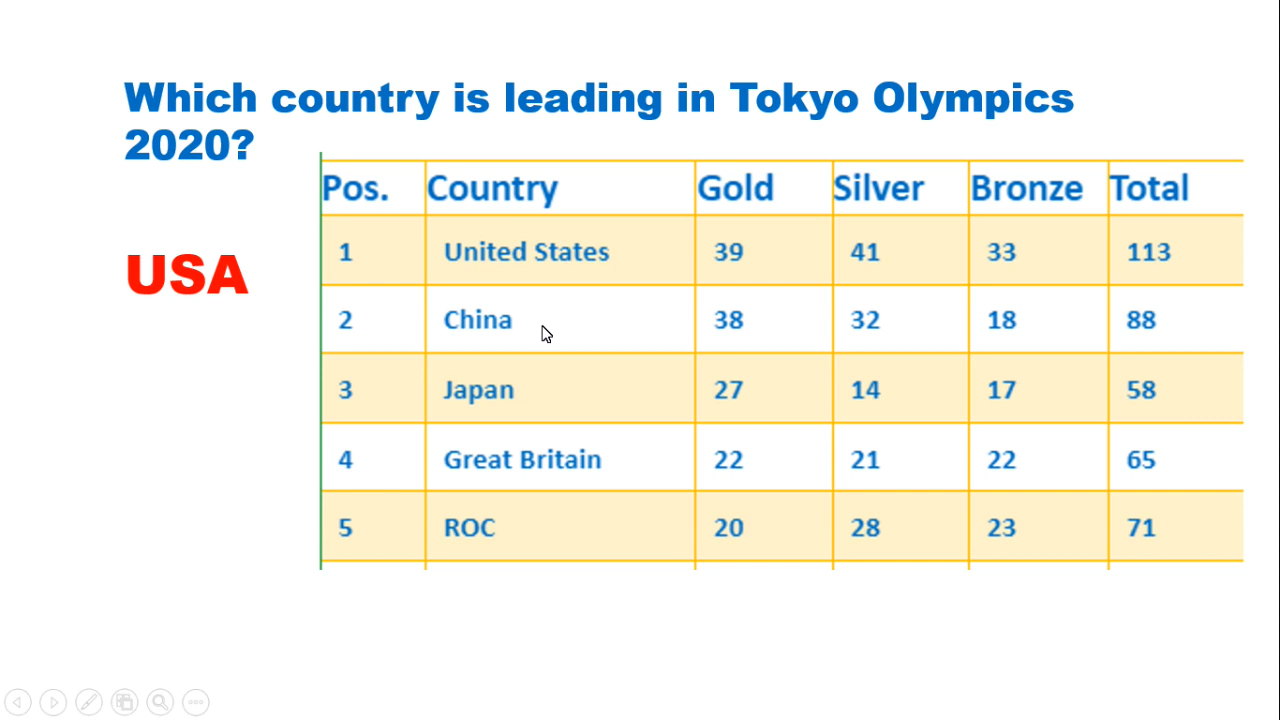 Which country is leading in Tokyo Olympics
2020?
USA
Pos. Country Gold Silver Bronze Total
1 United States 39 41 33 113
2 China 38 32 18 88
3 Japan 27 14 17 58
4 Great Britain 22 21 22 65
5 ROC 20 28 23 71